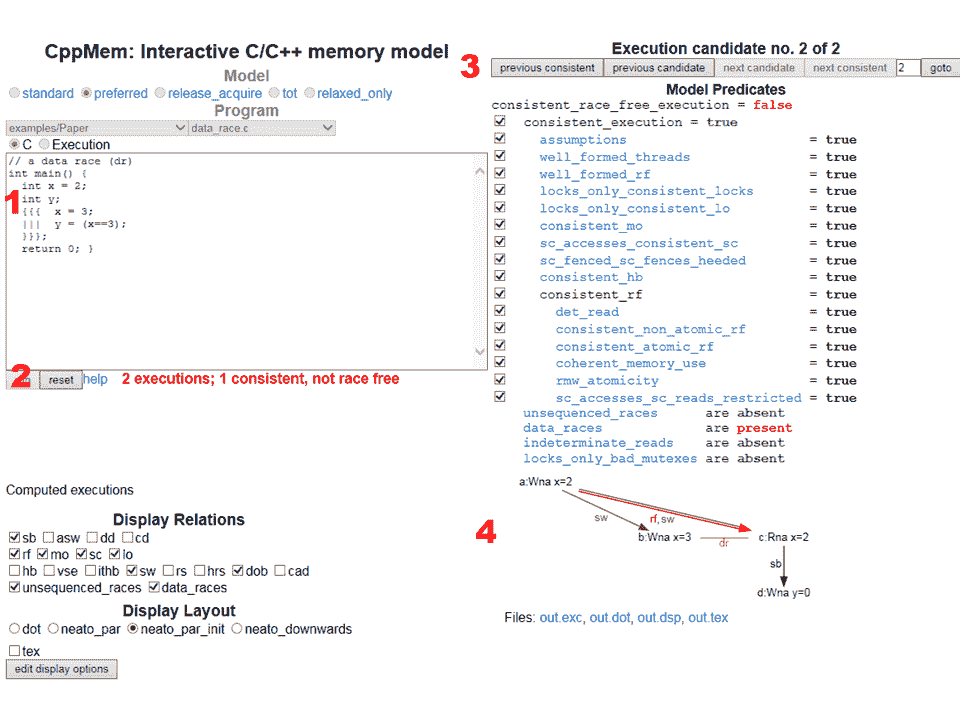 CppMem: Interactive C/C++ memory model
Model
standard preferred release_acquire tot relaxed_only
Program
examples/Paper data_race.c
C Execution
1
// a data race (dr)
int main() {
int x = 2;
int y;
{{{ x = 3;
||| y = (x==3);
}}};
return 0; }
2
reset help 2 executions; 1 consistent, not race free
Computed executions
Display Relations
sb asw dd cd
rf mo sc lo
hb vse ithb sw rs hrs dob cad
unsequenced_races data_races
Display Layout
dot neato_par neato_par_init neato_downwards
tex
edit display options
3
Execution candidate no. 2 of 2
previous consistent previous candidate next candidate next consistent 2 goto
Model Predicates
consistent_race_free_execution = false
consistent_execution = true
assumptions = true
well_formed_threads = true
well_formed_rf = true
locks_only_consistent_locks = true
locks_only_consistent_lo = true
consistent_mo = true
sc_accesses_consistent_sc = true
sc_fenced_sc_fences_heeded = true
consistent_hb = true
consistent_rf = true
det_read = true
consistent_non_atomic_rf = true
consistent_atomic_rf = true
coherent_memory_use = true
rmw_atomicity = true
sc_accesses_sc_reads_restricted = true
unsequenced_races are absent
data_races are present
indeterminate_reads are absent
locks_only_bad_mutexes are absent
4
a:Wna x=2
sw rf,sw
b:Wna x=3 dr c:Rna x=2
sb
d:Wna y=0
Files: out.exc, out.dot, out.dsp, out.tex